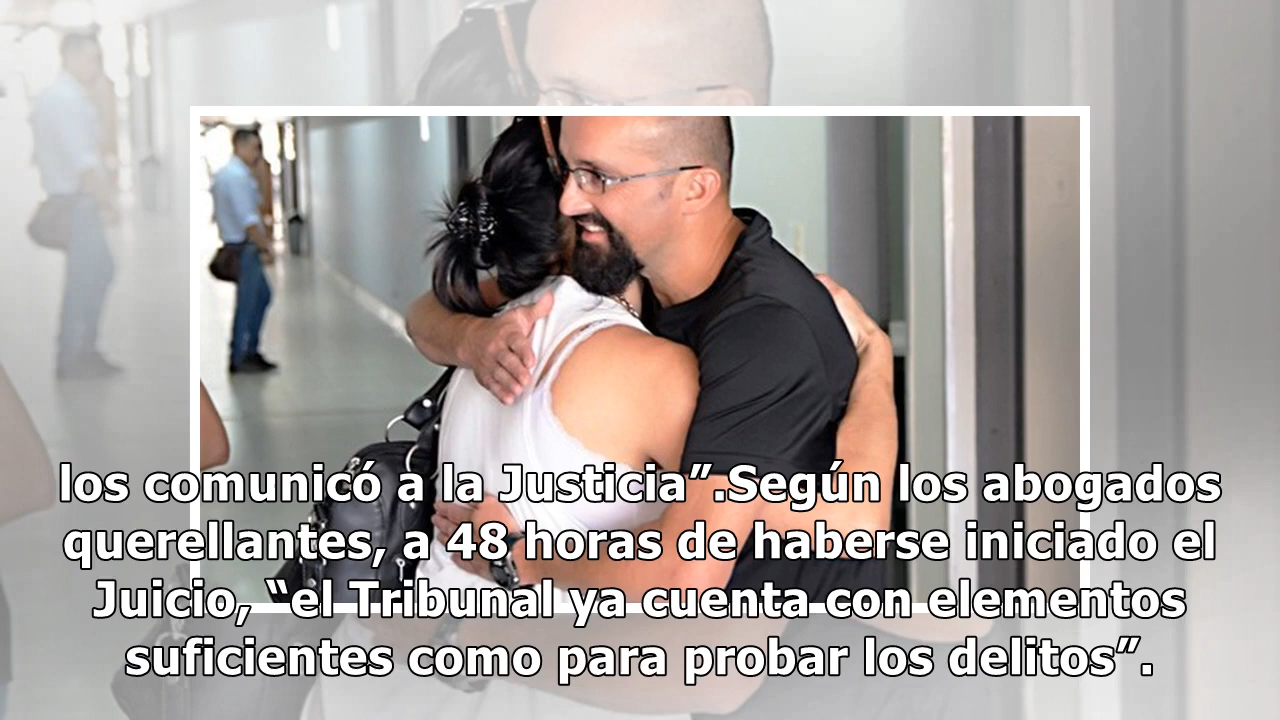 los comunicó a la Justicia”.Según los abogados
querellantes, a 48 horas de haberse iniciado el
Juicio, “el Tribunal ya cuenta con elementos
suficientes como para probar los delitos”.